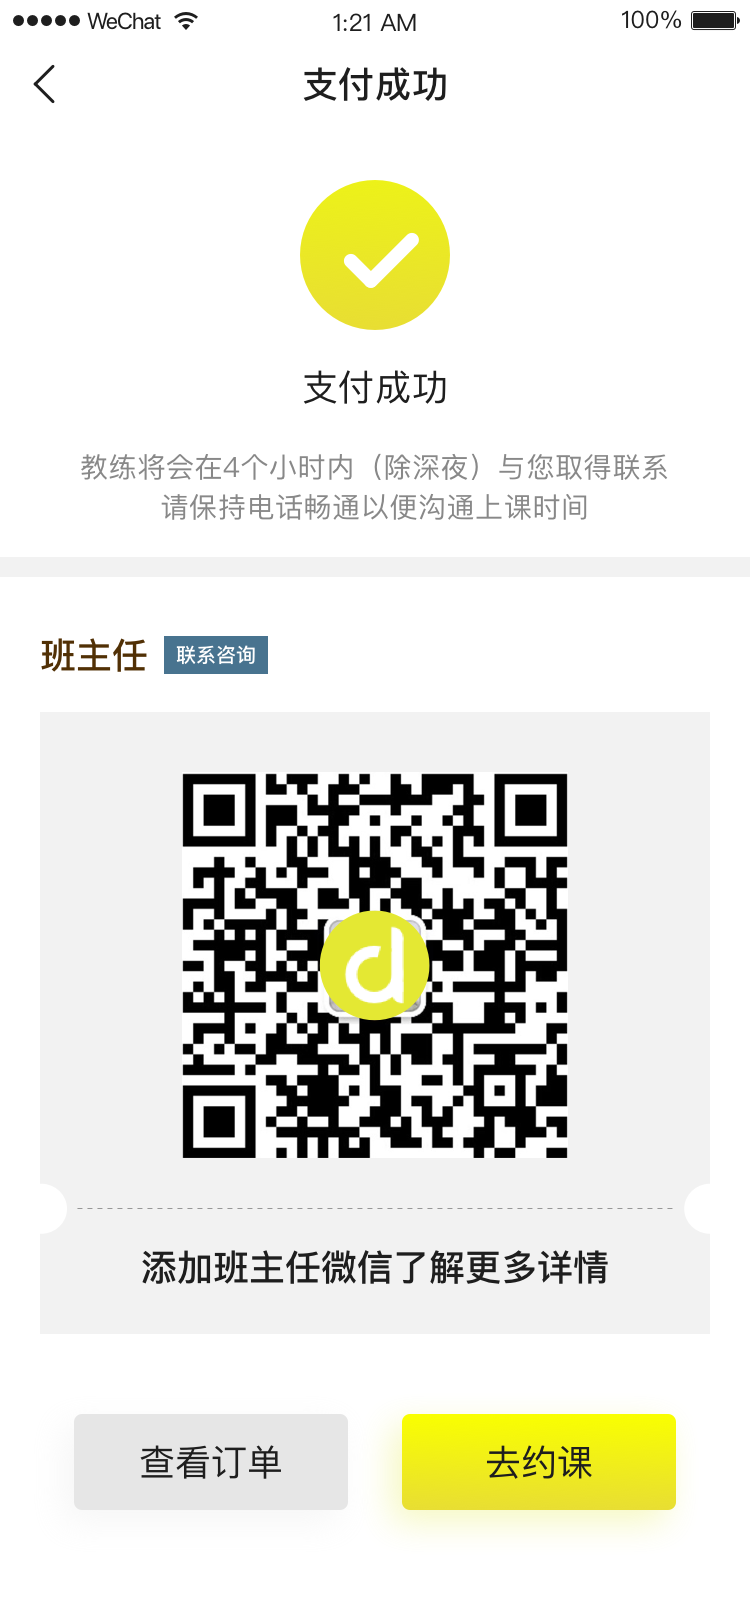 ●●●●● WeChat 1:21 AM 100%
支付成功
支付成功
教练将会在4个小时内（除深夜）与您取得联系
请保持电话畅通以便沟通上课时间
班主任 联系咨询
d
添加班主任微信了解更多详情
查看订单 去约课